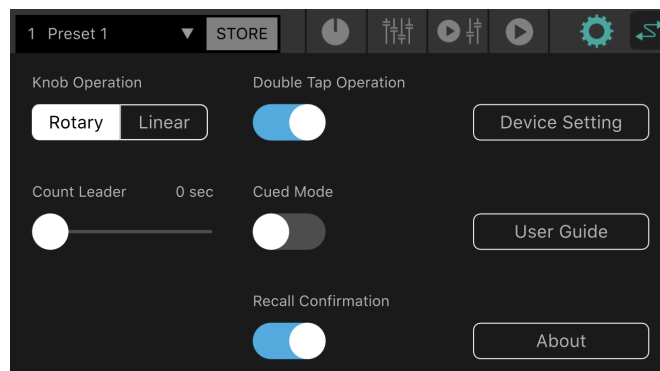 1 Preset 1 STORE
Knob Operation Double Tap Operation
Rotary Linear Device Setting
Count Leader 0 sec Cued Mode
User Guide
Recall Confirmation
About